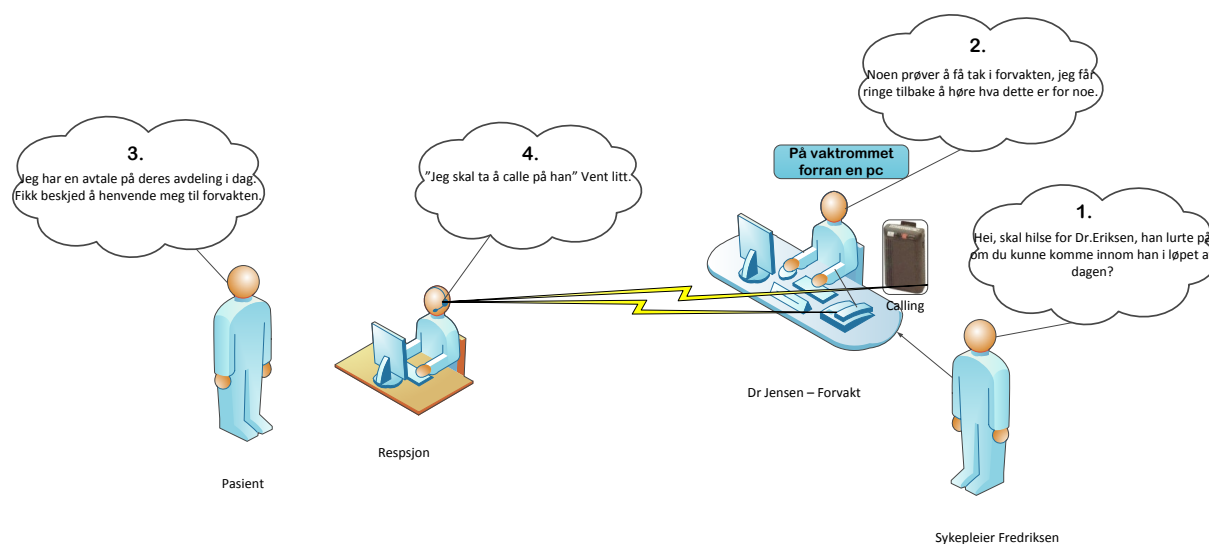 2.
Noen prøver å få tak i forvakten, jeg får
ringe tilbake å høre hva dette er for noe.
3.
Jeg har en avtale på deres avdeling i dag.
Fikk beskjed å henvende meg til forvakten.
4.
”Jeg skal ta å calle på han” Vent litt.
På vaktrommet
forran en pc
1.
Hei, skal hilse for Dr.Eriksen, han lurte på
om du kunne komme innom han i løpet a
dagen?
Calling
Dr Jensen – Forvakt
Respsjon
Pasient
Sykepleier Fredriksen